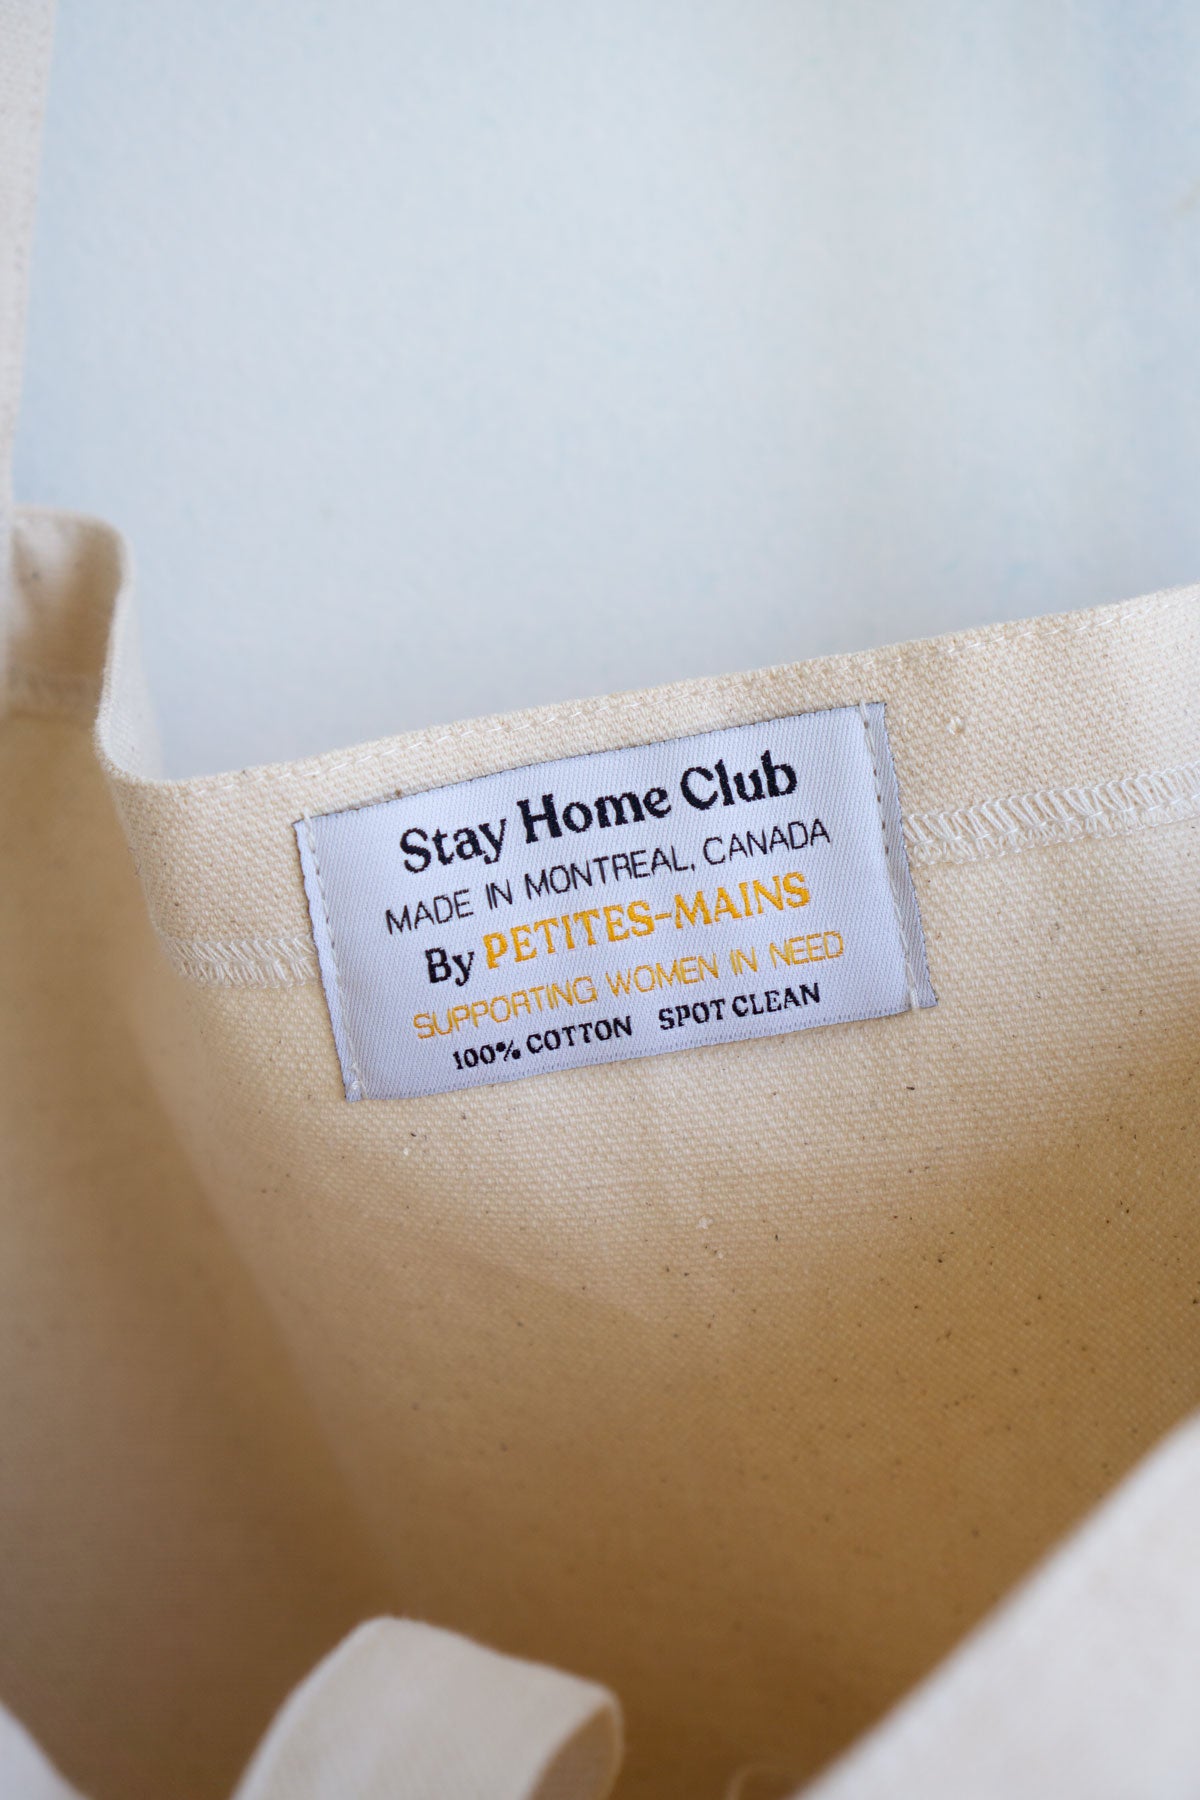 Stay Home Club
MADE IN MONTREAL, CANADA
By PETITES-MAINS
SUPPORTING WOMEN IN NEED
100% COTTON SPOT CLEAN